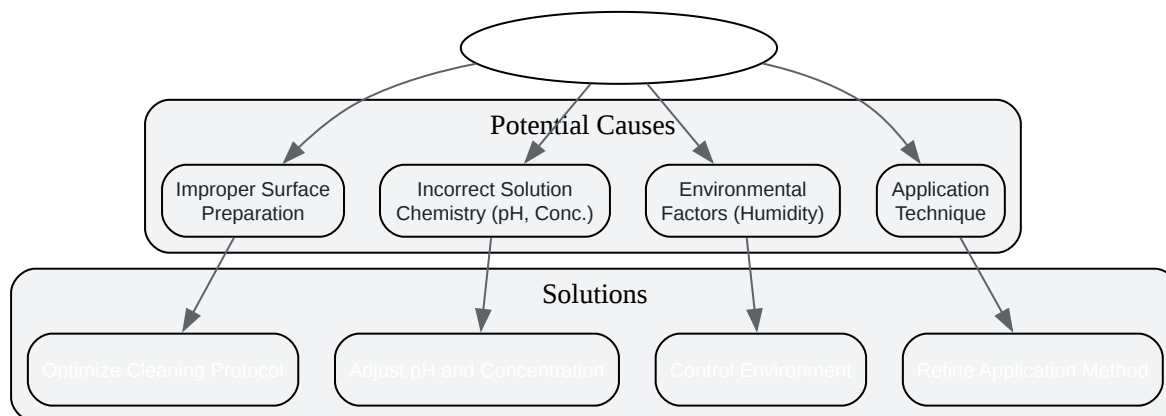 Potential Causes
Improper Surface
Preparation
Incorrect Solution
Chemistry (pH, Conc.)
Environmental
Factors (Humidity)
Application
Technique
Solutions
Optimize Cleaning Protocol
Adjust pH and Concentration
Control Environment
Refine Application Method